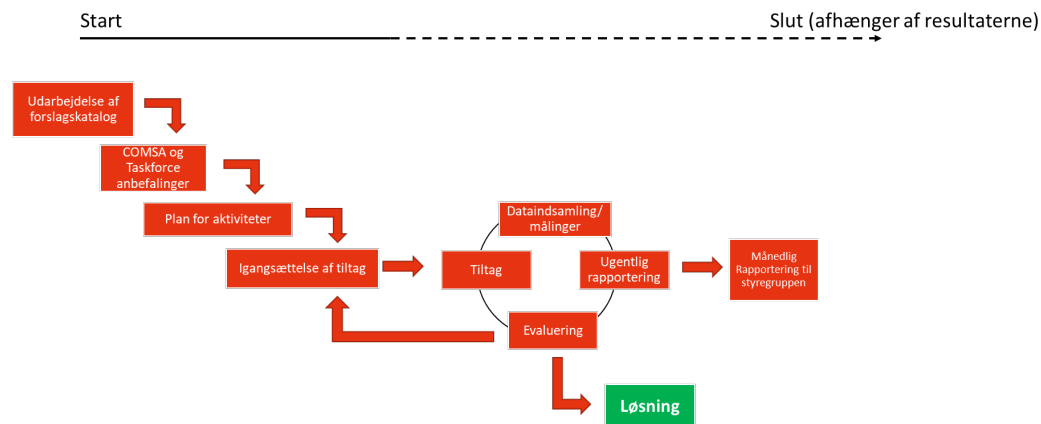 Start
Slut (afhænger af resultaterne)
Udarbejdelse af
forslagskatalog
COMSA og
Taskforce
anbefalinger
Plan for aktiviteter
Igangsættelse af tiltag
Dataindsamling/
målinger
Tiltag
Ugentlig
rapportering
Evaluering
Månedlig
Rapportering til
styregruppen
Løsning